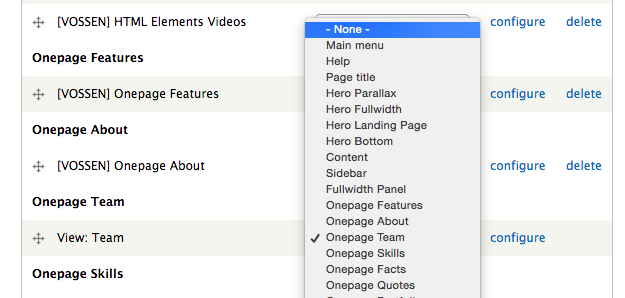 [VOSSEN] HTML Elements Videos
configure
delete
- None -
Main menu
Help
Page title
Hero Parallax
Hero Fullwidth
Hero Landing Page
Hero Bottom
Content
Sidebar
Fullwidth Panel
Onepage Features
Onepage About
Onepage Team
Onepage Skills
Onepage Facts
Onepage Quotes
Onepage Features
[VOSSEN] Onepage Features
configure
delete
Onepage About
[VOSSEN] Onepage About
configure
delete
Onepage Team
View: Team
configure
Onepage Skills